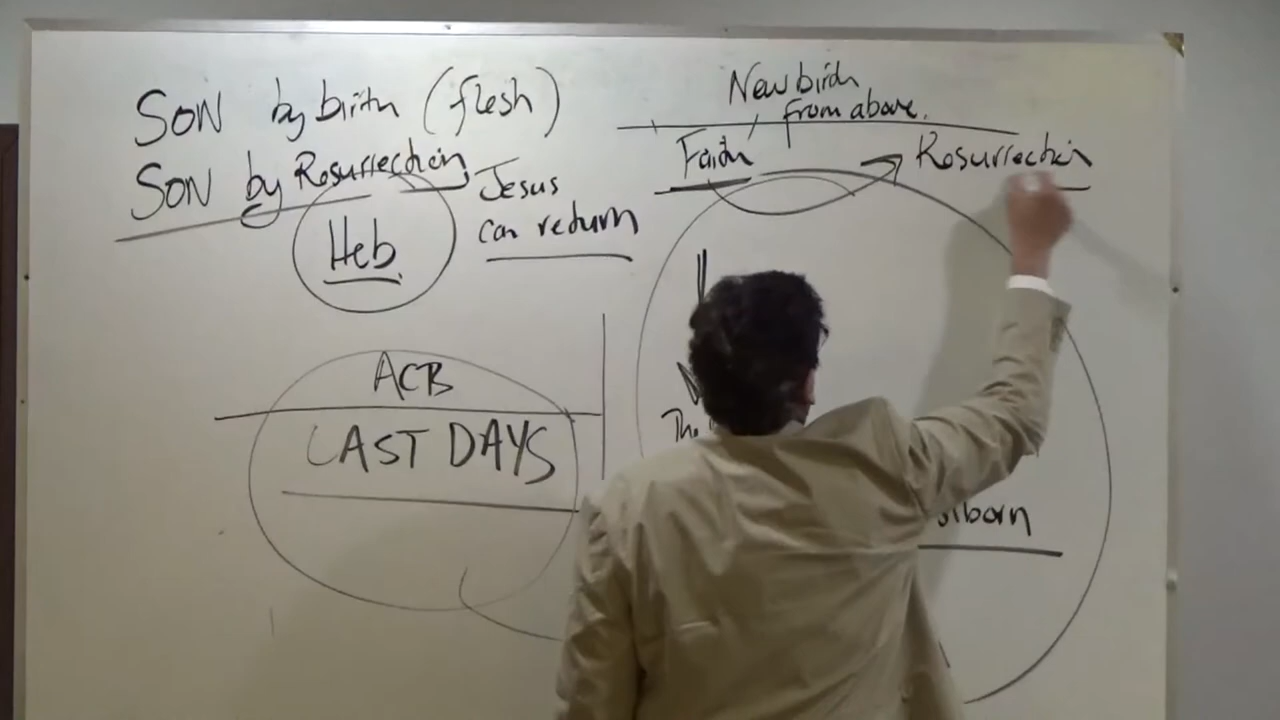 SON by birth (flesh)
SON by Resurrection
Heb.
Jesus
can return
ACB
LAST DAYS
New birth
from above.
Faith
Resurrection
The